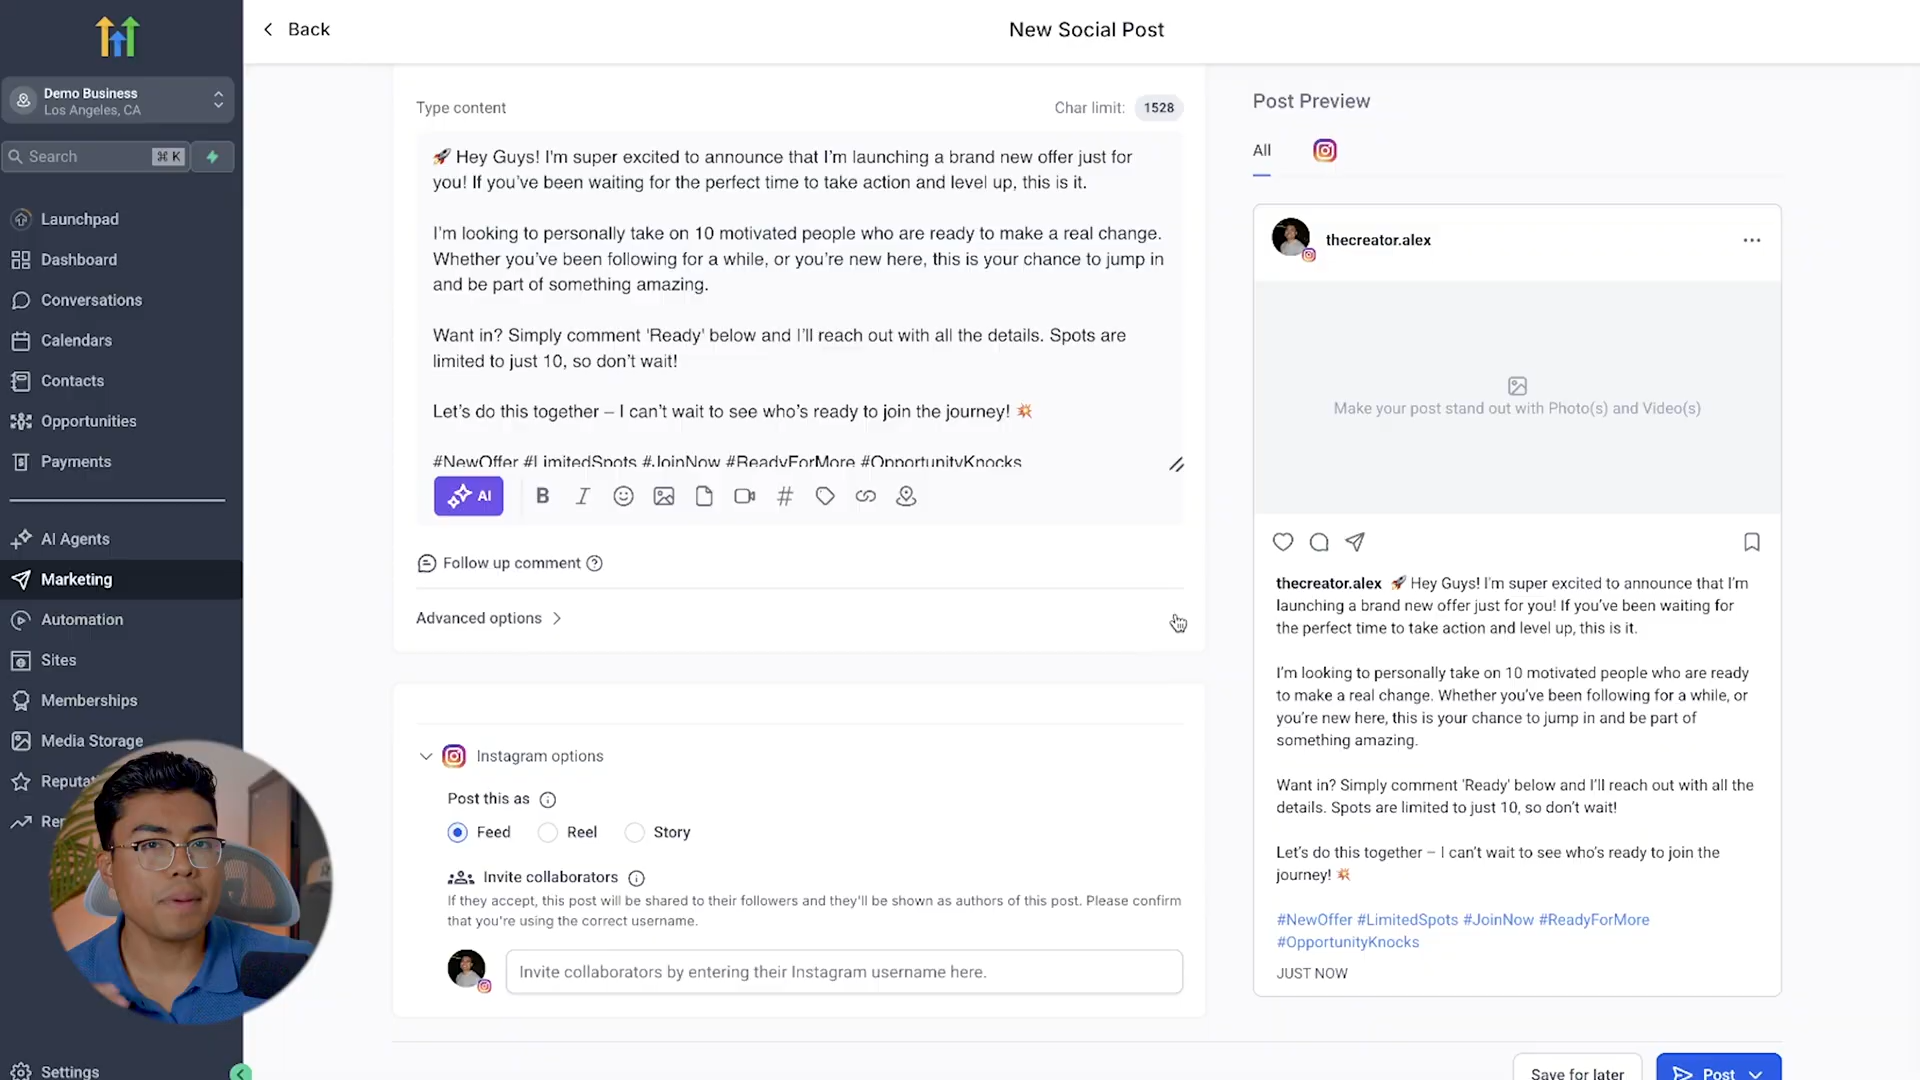 Back
New Social Post
Demo Business
Los Angeles, CA
Search
⌘ K
Launchpad
Dashboard
Conversations
Calendars
Contacts
Opportunities
Payments
AI Agents
Marketing
Automation
Sites
Memberships
Media Storage
Reputat
Rep
Settings
Type content
Char limit: 1528
🚀 Hey Guys! I'm super excited to announce that I’m launching a brand new offer just for
you! If you’ve been waiting for the perfect time to take action and level up, this is it.
I'm looking to personally take on 10 motivated people who are ready to make a real change.
Whether you’ve been following for a while, or you’re new here, this is your chance to jump in
and be part of something amazing.
Want in? Simply comment 'Ready' below and I’ll reach out with all the details. Spots are
limited to just 10, so don’t wait!
Let’s do this together – I can’t wait to see who’s ready to join the journey! 💥
#NewOffer #LimitedSpots #JoinNow #ReadyForMore #OpportunityKnocks
AI
B I #
Follow up comment
Advanced options
Instagram options
Post this as
Feed
Reel
Story
Invite collaborators
If they accept, this post will be shared to their followers and they'll be shown as authors of this post. Please confirm
that you're using the correct username.
Invite collaborators by entering their Instagram username here.
Post Preview
All
thecreator.alex
Make your post stand out with Photo(s) and Video(s)
thecreator.alex 🚀 Hey Guys! I'm super excited to announce that I’m
launching a brand new offer just for you! If you’ve been waiting for
the perfect time to take action and level up, this is it.
I'm looking to personally take on 10 motivated people who are ready
to make a real change. Whether you’ve been following for a while, or
you’re new here, this is your chance to jump in and be part of
something amazing.
Want in? Simply comment 'Ready' below and I’ll reach out with all the
details. Spots are limited to just 10, so don’t wait!
Let’s do this together – I can’t wait to see who’s ready to join the
journey! 💥
#NewOffer #LimitedSpots #JoinNow #ReadyForMore
#OpportunityKnocks
JUST NOW
Save for later
Post